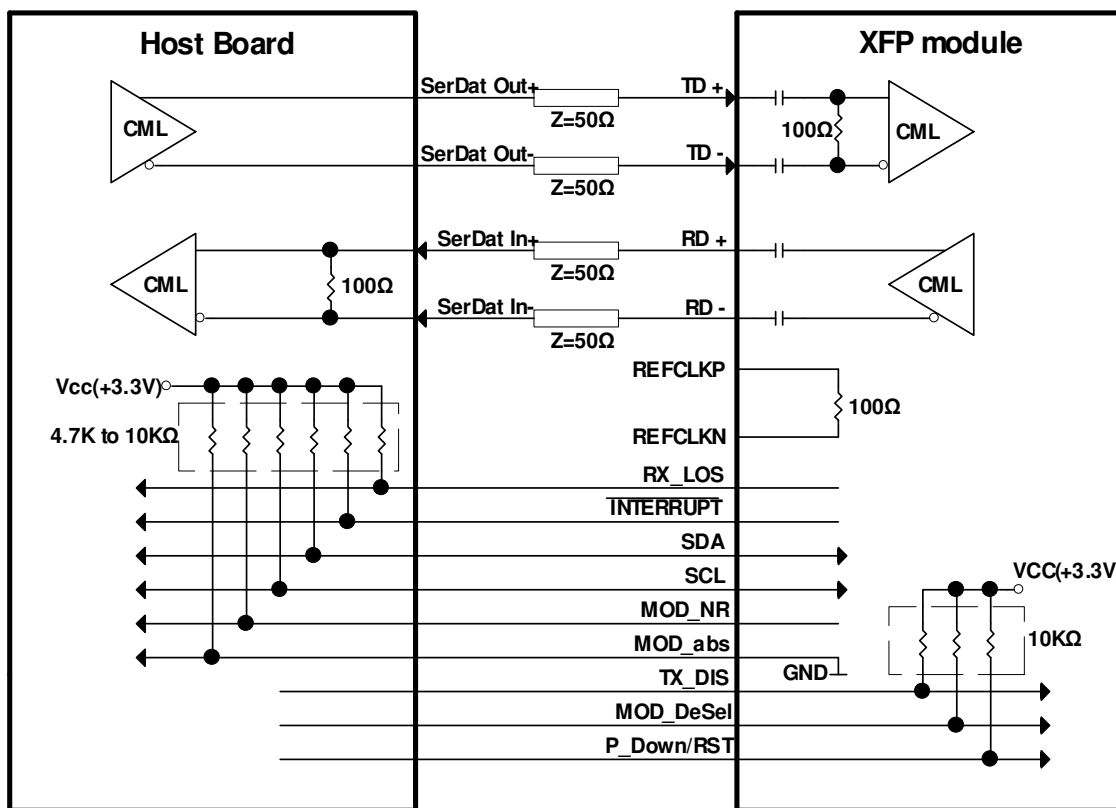 Host Board
XFP module
SerDat Out+
TD +
Z=50Ω
CML
100Ω
CML
SerDat Out-
TD -
Z=50Ω
SerDat In+
RD +
Z=50Ω
CML
100Ω
CML
SerDat In-
RD -
Z=50Ω
REFCLKP
Vcc(+3.3V)
100Ω
4.7K to 10KΩ
REFCLKN
RX_LOS
INTERRUPT
SDA
SCL
VCC(+3.3V
MOD_NR
10KΩ
MOD_abs
GND
TX_DIS
MOD_DeSel
P_Down/RST